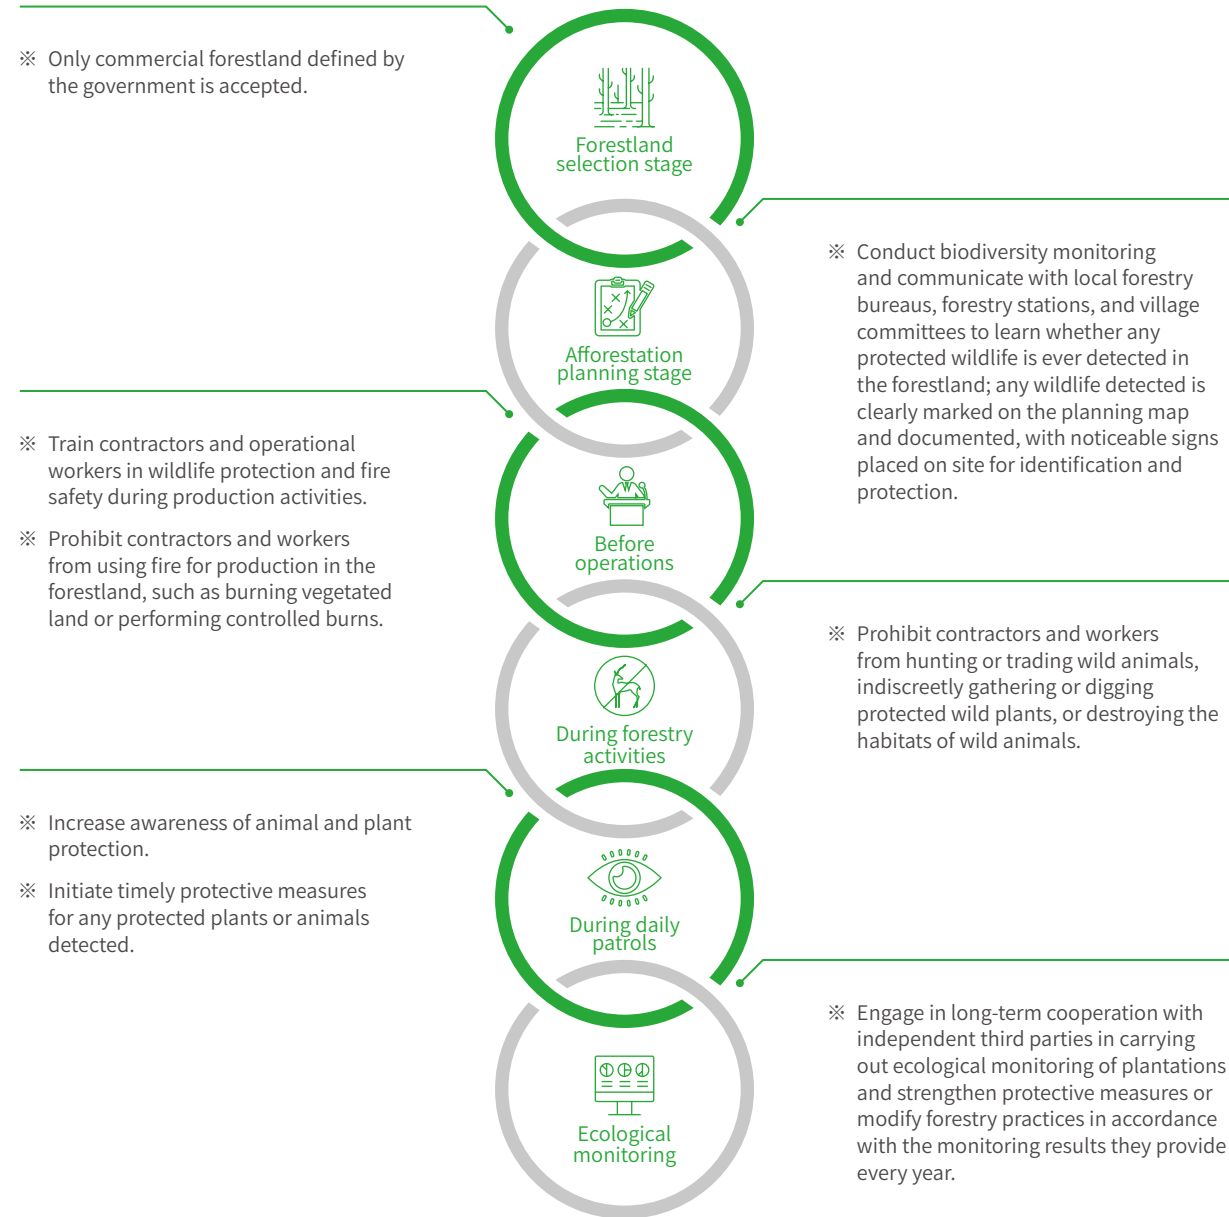 ※ Only commercial forestland defined by
the government is accepted.
Forestland
selection stage
※ Conduct biodiversity monitoring
and communicate with local forestry
bureaus, forestry stations, and village
committees to learn whether any
protected wildlife is ever detected in
the forestland; any wildlife detected is
clearly marked on the planning map
and documented, with noticeable signs
placed on site for identification and
protection.
Afforestation
planning stage
※ Train contractors and operational
workers in wildlife protection and fire
safety during production activities.
※ Prohibit contractors and workers
from using fire for production in the
forestland, such as burning vegetated
land or performing controlled burns.
Before
operations
※ Prohibit contractors and workers
from hunting or trading wild animals,
indiscreetly gathering or digging
protected wild plants, or destroying the
habitats of wild animals.
During forestry
activities
※ Increase awareness of animal and plant
protection.
※ Initiate timely protective measures
for any protected plants or animals
detected.
During daily
patrols
※ Engage in long-term cooperation with
independent third parties in carrying
out ecological monitoring of plantations
and strengthen protective measures or
modify forestry practices in accordance
with the monitoring results they provide
every year.
Ecological
monitoring